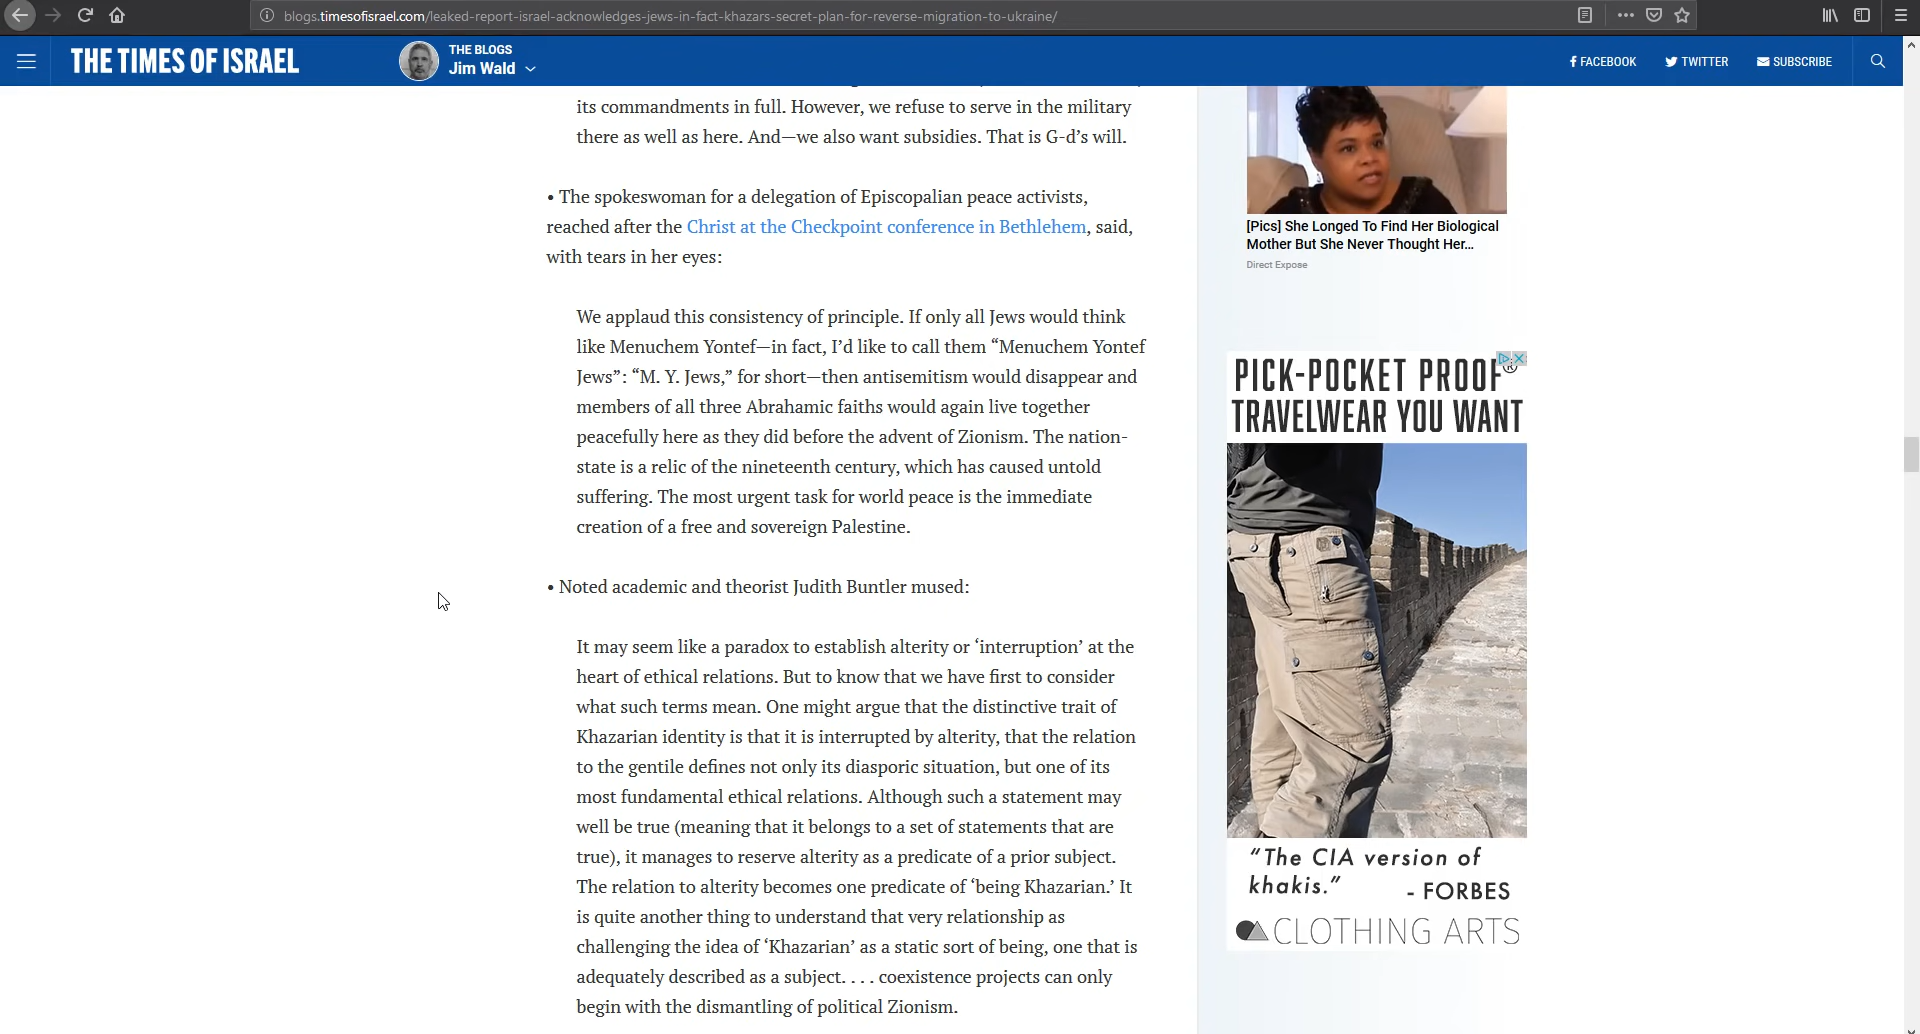 blogs.timesofisrael.com/leaked-report-israel-acknowledges-jews-in-fact-khazars-secret-plan-for-reverse-migration-to-ukraine/
THE TIMES OF ISRAEL
THE BLOGS
Jim Wald
FACEBOOK
TWITTER
SUBSCRIBE
its commandments in full. However, we refuse to serve in the military
there as well as here. And—we also want subsidies. That is G-d’s will.
• The spokeswoman for a delegation of Episcopalian peace activists,
reached after the Christ at the Checkpoint conference in Bethlehem, said,
with tears in her eyes:
We applaud this consistency of principle. If only all Jews would think
like Menuchem Yontef—in fact, I’d like to call them “Menuchem Yontef
Jews”: “M. Y. Jews,” for short—then antisemitism would disappear and
members of all three Abrahamic faiths would again live together
peacefully here as they did before the advent of Zionism. The nation-
state is a relic of the nineteenth century, which has caused untold
suffering. The most urgent task for world peace is the immediate
creation of a free and sovereign Palestine.
• Noted academic and theorist Judith Buntler mused:
It may seem like a paradox to establish alterity or ‘interruption’ at the
heart of ethical relations. But to know that we have first to consider
what such terms mean. One might argue that the distinctive trait of
Khazarian identity is that it is interrupted by alterity, that the relation
to the gentile defines not only its diasporic situation, but one of its
most fundamental ethical relations. Although such a statement may
well be true (meaning that it belongs to a set of statements that are
true), it manages to reserve alterity as a predicate of a prior subject.
The relation to alterity becomes one predicate of ‘being Khazarian.’ It
is quite another thing to understand that very relationship as
challenging the idea of ‘Khazarian’ as a static sort of being, one that is
adequately described as a subject. . . . coexistence projects can only
begin with the dismantling of political Zionism.
[Pics] She Longed To Find Her Biological
Mother But She Never Thought Her...
Direct Expose
PICK-POCKET PROOF®
TRAVELWEAR YOU WANT
“The CIA version of
khakis.” - FORBES
CLOTHING ARTS